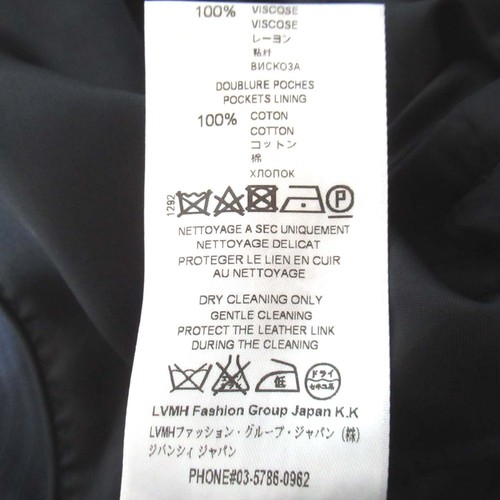 100% VISCOSE
VISCOSE
レーヨン
粘纤
ВИСКОЗА
DOUBLURE POCHES
POCKETS LINING
100% COTON
COTTON
コットン
棉
ХЛОПОК
1292
P
NETTOYAGE A SEC UNIQUEMENT
NETTOYAGE DELICAT
PROTEGER LE LIEN EN CUIR
AU NETTOYAGE
DRY CLEANING ONLY
GENTLE CLEANING
PROTECT THE LEATHER LINK
DURING THE CLEANING
低
ドライ
セキユ系
LVMH Fashion Group Japan K.K
LVMHファッション・グループ・ジャパン（株）
ジバンシィ ジャパン
PHONE#03-5786-0962